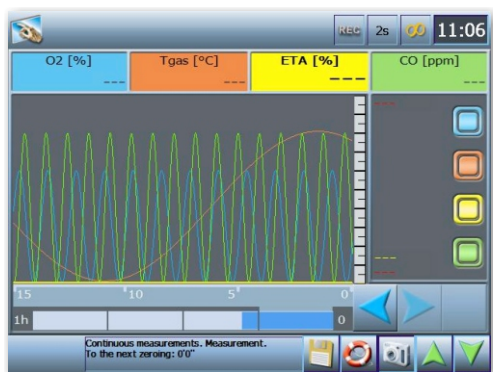 REC 2s 11:06
O2 [%] Tgas [°C] ETA [%] CO [ppm]
--- --- --- ---
---
---
---
15 10 5' 0'
1h 0
Continuous measurements. Measurement.
To the next zeroing: 0'0"